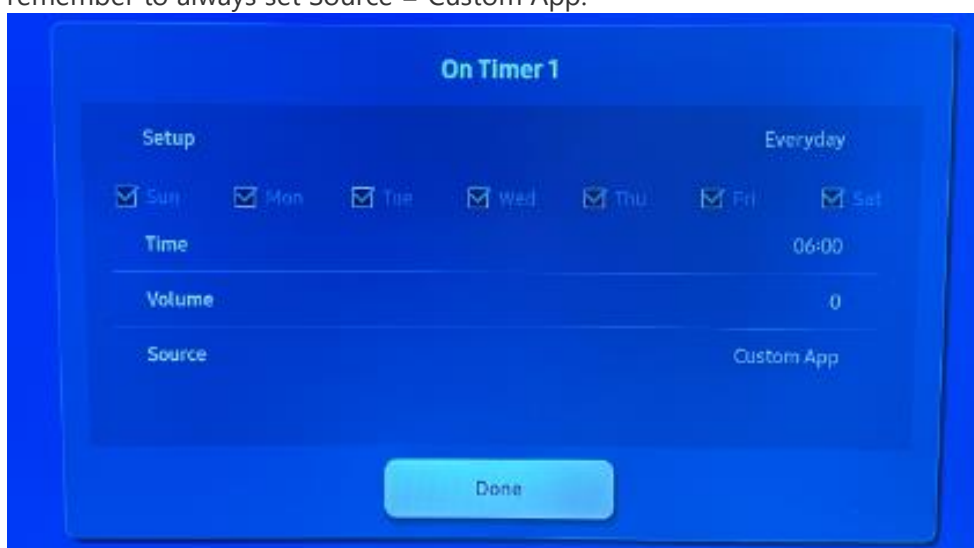 remember to always set Source = Custom App.
On Timer 1
Setup Everyday
Sun Mon Tue Wed Thu Fri Sat
Time 06:00
Volume 0
Source Custom App
Done